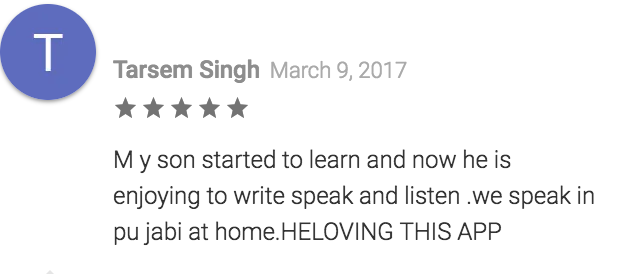 T
Tarsem Singh March 9, 2017
M y son started to learn and now he is
enjoying to write speak and listen .we speak in
pu jabi at home.HELOVING THIS APP